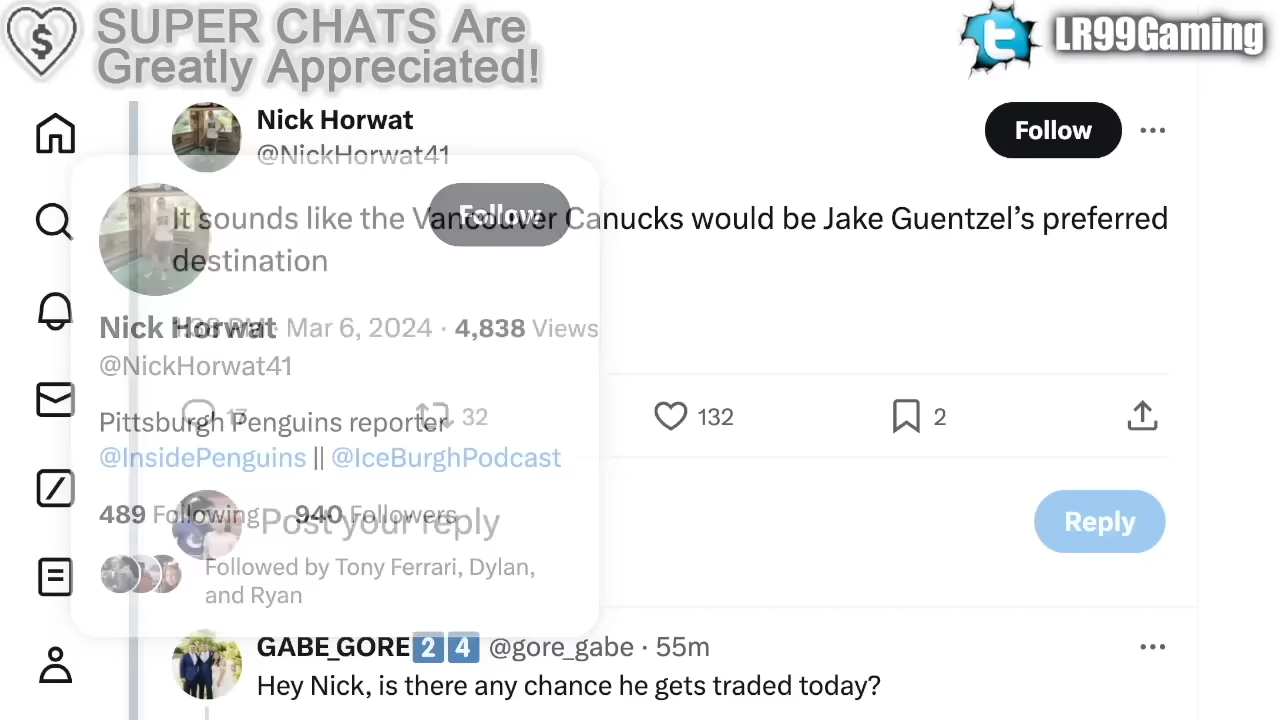 SUPER CHATS Are
Greatly Appreciated!
LR99Gaming
Nick Horwat
@NickHorwat41
Follow
It sounds like the Vancouver Canucks would be Jake Guentzel’s preferred
destination
Follow
Mar 6, 2024 · 4,838 Views
Nick Horwat
@NickHorwat41
32
132
2
Pittsburgh Penguins reporter
@InsidePenguins || @IceBurghPodcast
489 Following 940 Followers
Post your reply
Reply
Followed by Tony Ferrari, Dylan,
and Ryan
GABE_GORE 2 4 @gore_gabe · 55m
Hey Nick, is there any chance he gets traded today?